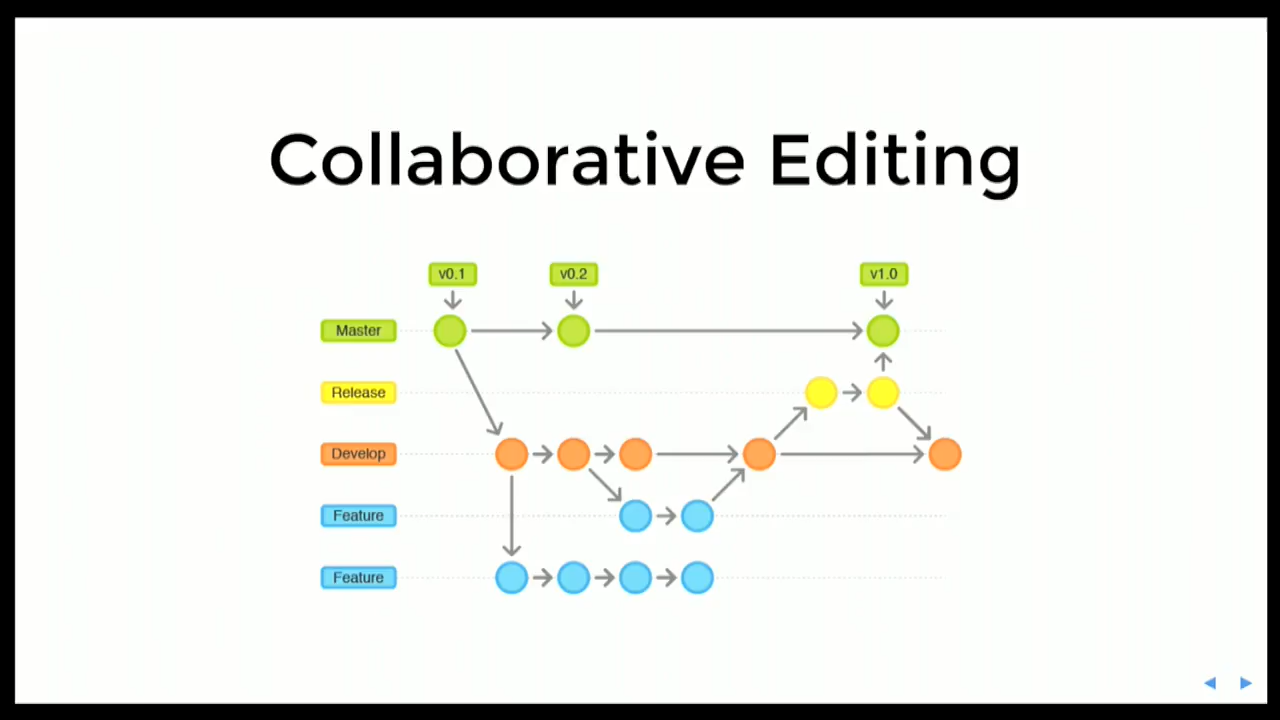 Collaborative Editing
v0.1 v0.2 v1.0
Master
Release
Develop
Feature
Feature